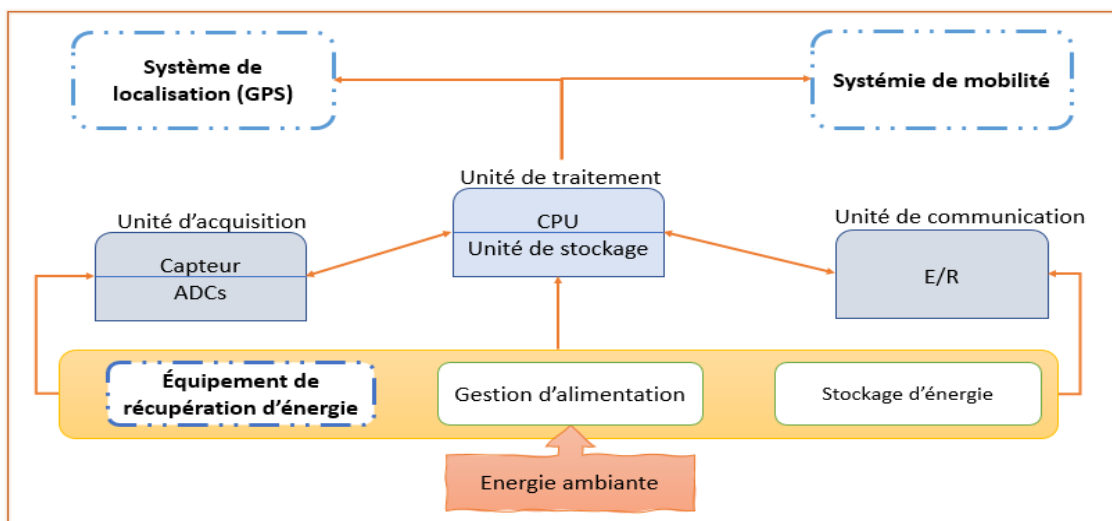 Système de
localisation (GPS)
Systémie de mobilité
Unité de traitement
CPU
Unité de stockage
Unité d’acquisition
Capteur
ADCs
Unité de communication
E/R
Équipement de
récupération d’énergie
Gestion d’alimentation
Stockage d’énergie
Energie ambiante